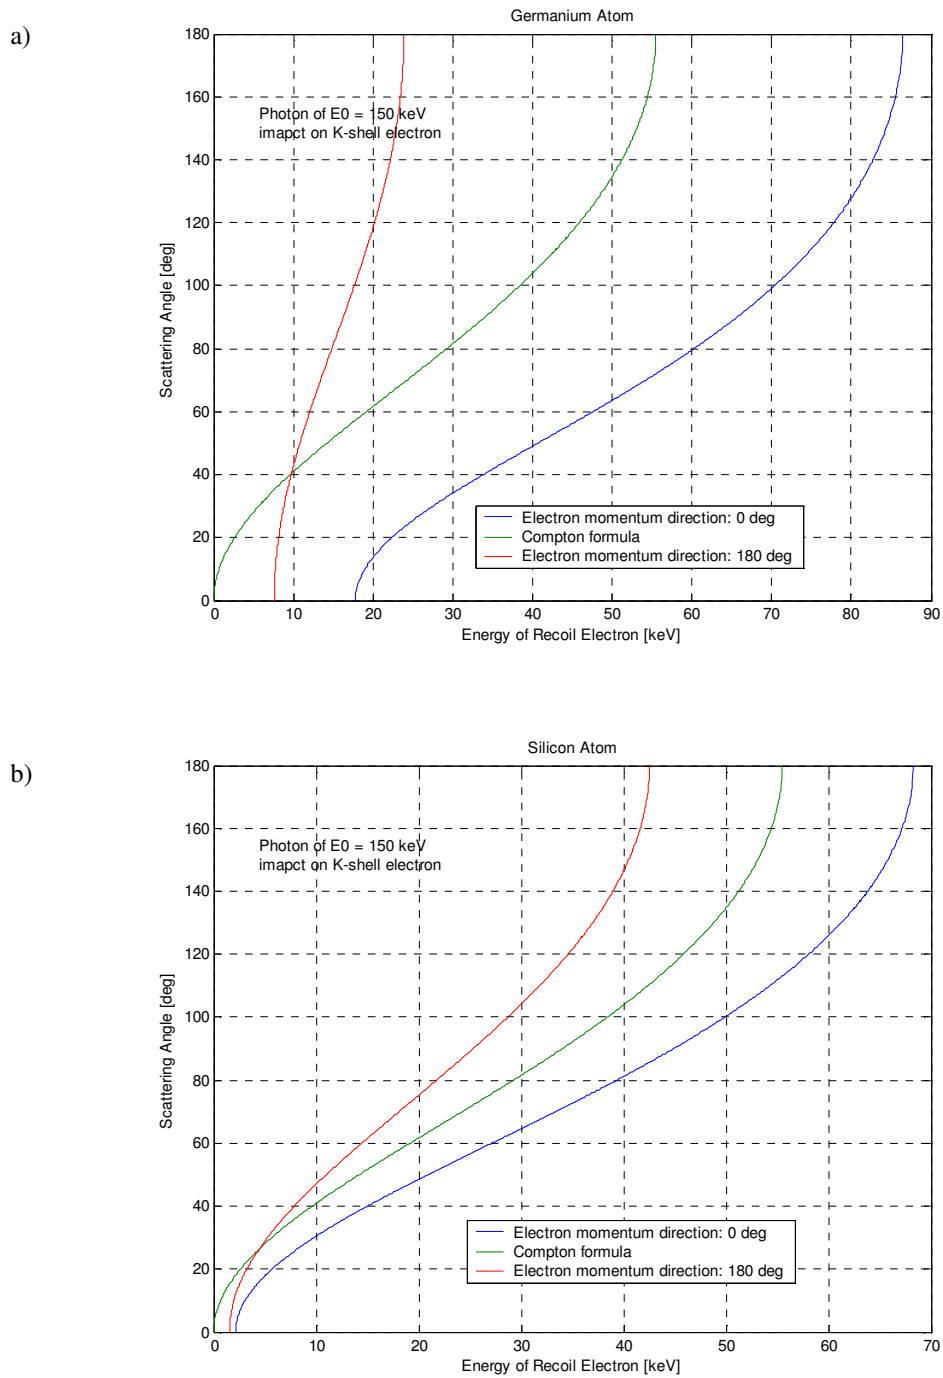 a)
Germanium Atom
180
160
140
120
100
80
60
40
20
0
Scattering Angle [deg]
Photon of E0 = 150 keV
imapct on K-shell electron
Electron momentum direction: 0 deg
Compton formula
Electron momentum direction: 180 deg
0 10 20 30 40 50 60 70 80 90
Energy of Recoil Electron [keV]
b)
Silicon Atom
180
160
140
120
100
80
60
40
20
0
Scattering Angle [deg]
Photon of E0 = 150 keV
imapct on K-shell electron
Electron momentum direction: 0 deg
Compton formula
Electron momentum direction: 180 deg
0 10 20 30 40 50 60 70
Energy of Recoil Electron [keV]